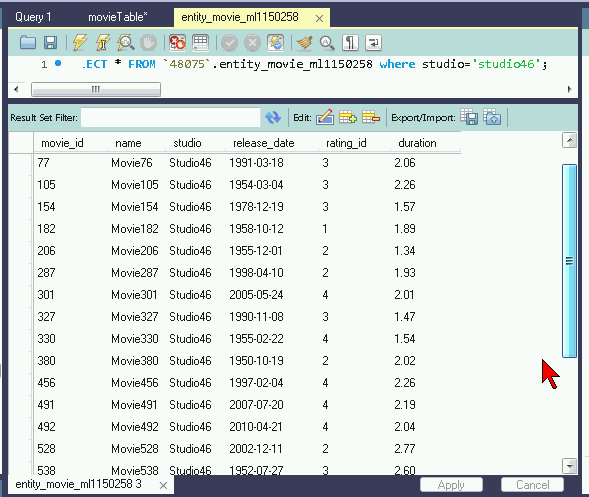 Query 1 movieTable* entity_movie_ml1150258
1 .ECT * FROM `48075`.entity_movie_ml1150258 where studio='studio46';
Result Set Filter: Edit: Export/Import:
movie_id name studio release_date rating_id duration
77 Movie76 Studio46 1991-03-18 3 2.06
105 Movie105 Studio46 1954-03-04 3 2.26
154 Movie154 Studio46 1978-12-19 3 1.57
182 Movie182 Studio46 1958-10-12 1 1.89
206 Movie206 Studio46 1955-12-01 2 1.34
287 Movie287 Studio46 1998-04-10 2 1.93
301 Movie301 Studio46 2005-05-24 4 2.01
327 Movie327 Studio46 1990-11-08 3 1.47
330 Movie330 Studio46 1955-02-22 4 1.54
380 Movie380 Studio46 1950-10-19 2 2.02
456 Movie456 Studio46 1997-02-04 4 2.26
491 Movie491 Studio46 2007-07-20 4 2.19
492 Movie492 Studio46 2010-04-21 4 2.04
528 Movie528 Studio46 2002-12-11 2 2.77
538 Movie538 Studio46 1952-07-27 3 2.60
entity_movie_ml1150258 3 Apply Cancel